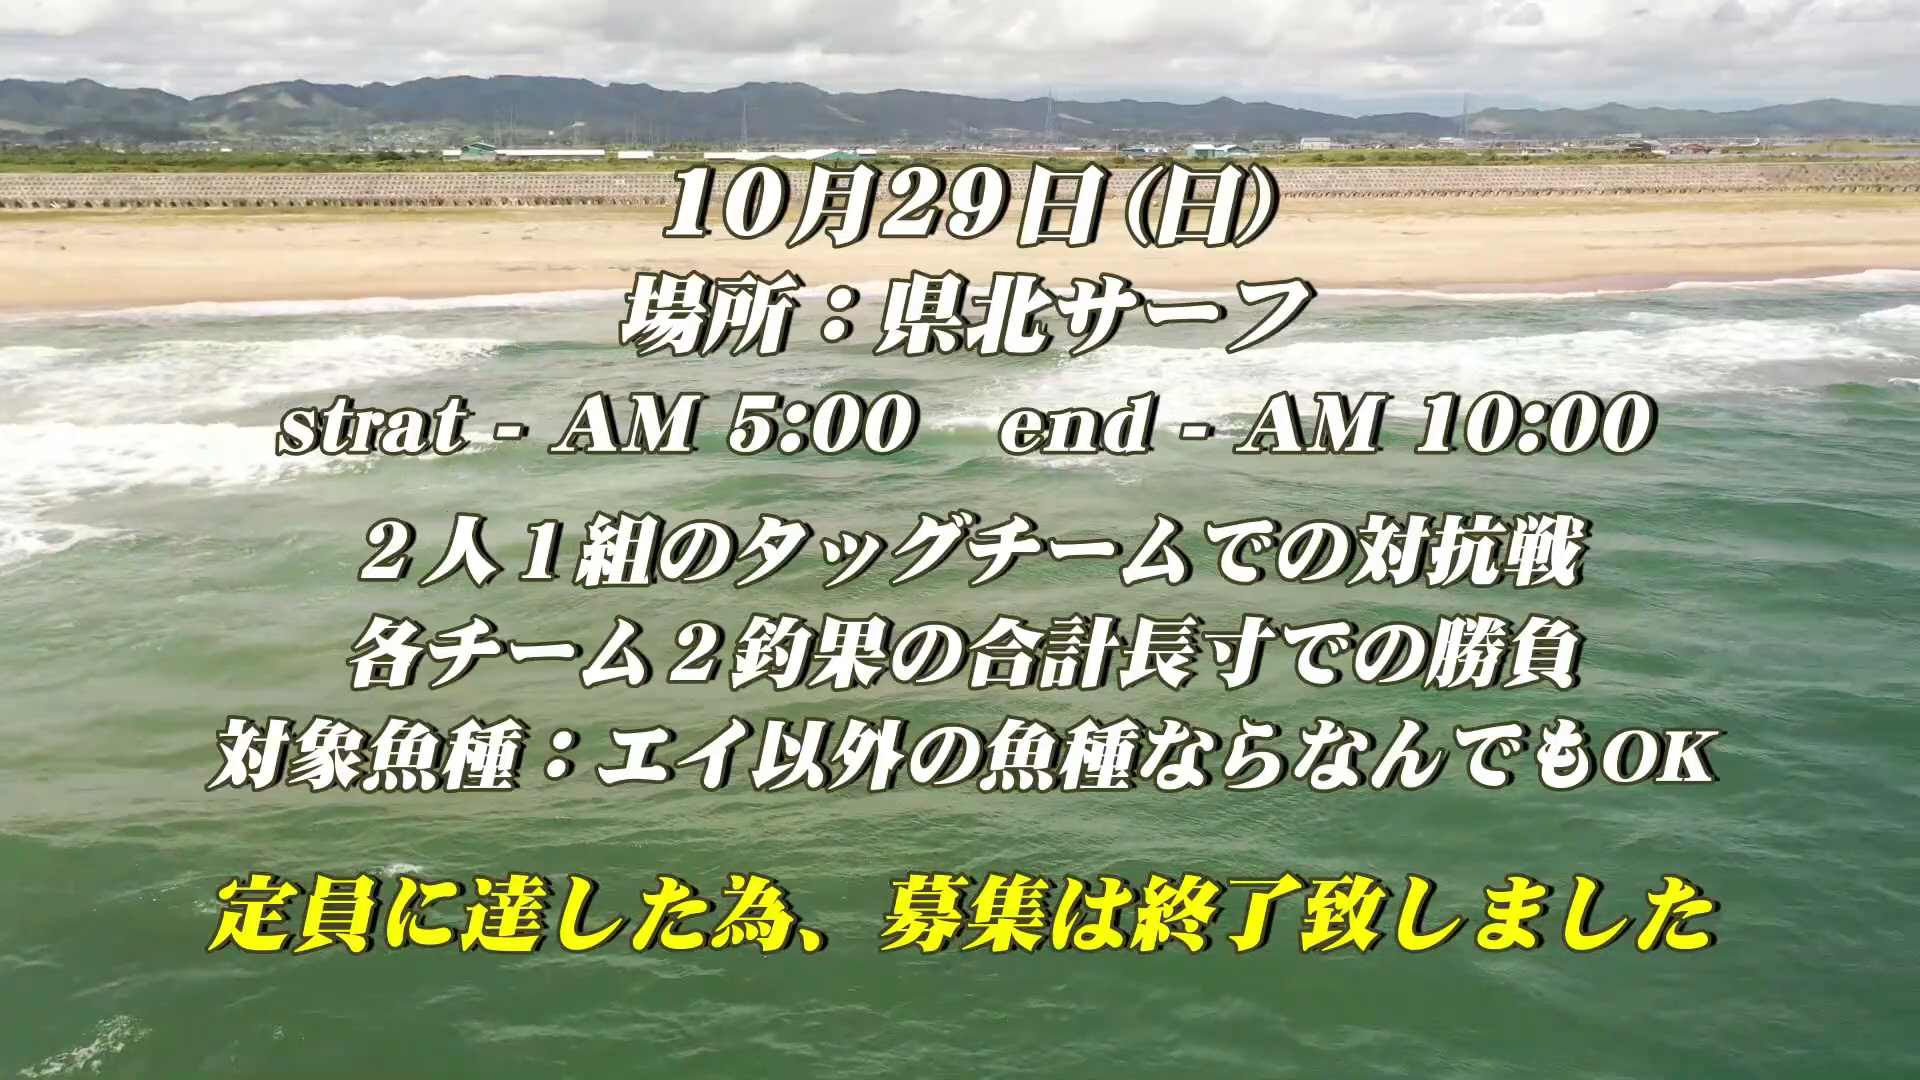 10月29日(日)
場所：県北サーフ
strat - AM 5:00　end - AM 10:00
２人１組のタッグチームでの対抗戦
各チーム２釣果の合計長寸での勝負
対象魚種：エイ以外の魚種ならなんでもOK
定員に達した為、募集は終了致しました